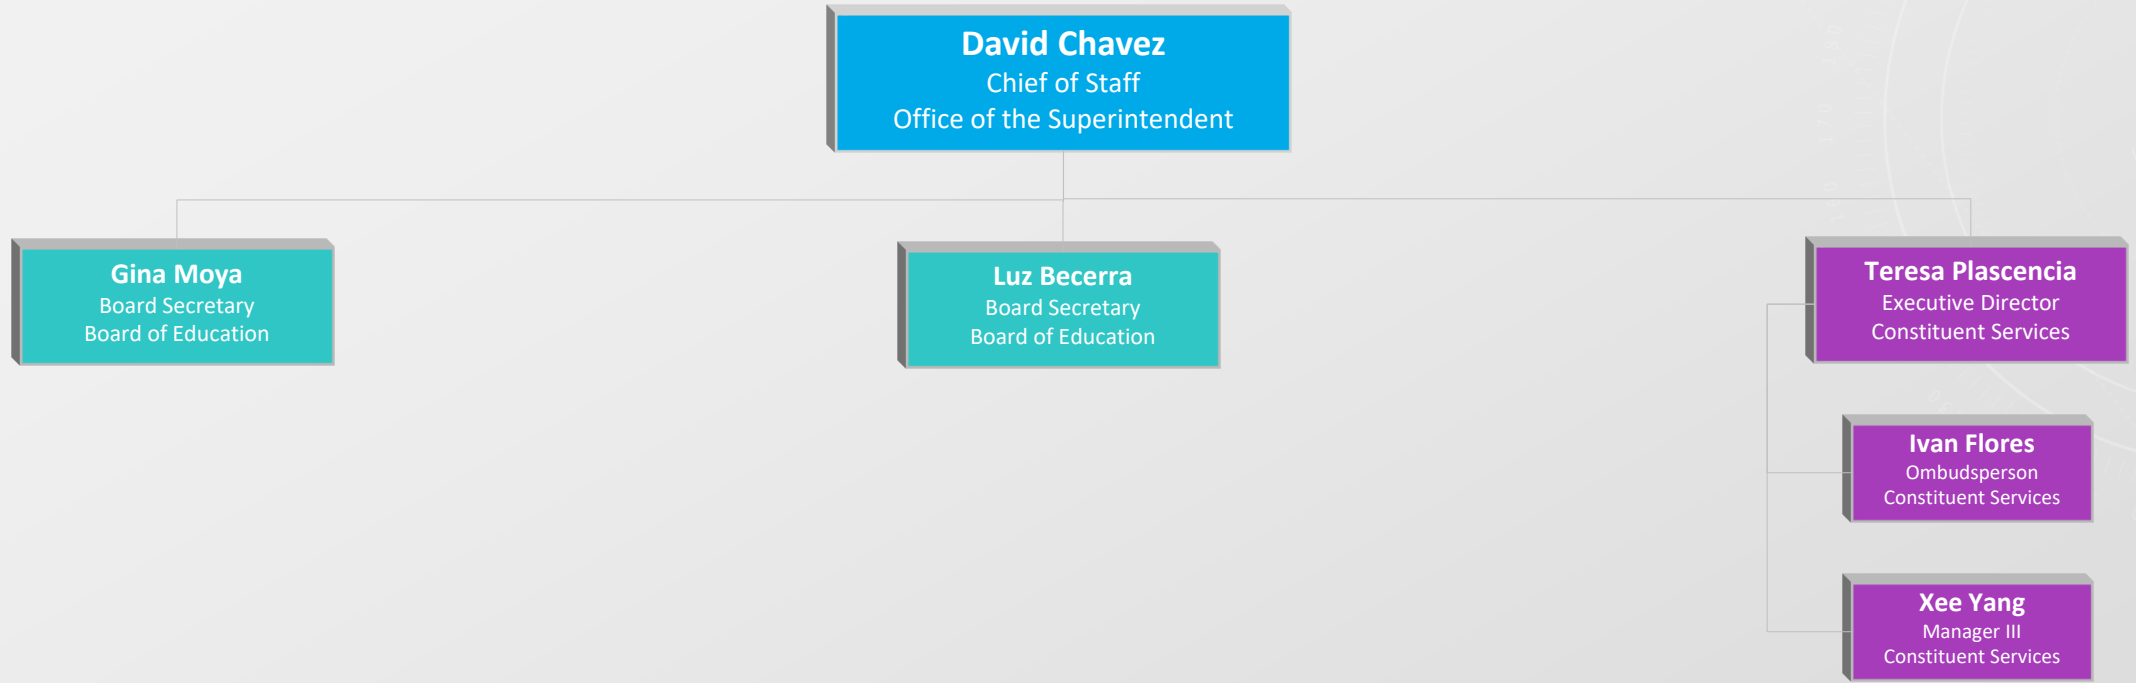 David Chavez
Chief of Staff
Office of the Superintendent
Gina Moya
Board Secretary
Board of Education
Luz Becerra
Board Secretary
Board of Education
Teresa Plascencia
Executive Director
Constituent Services
Ivan Flores
Ombudsperson
Constituent Services
Xee Yang
Manager III
Constituent Services